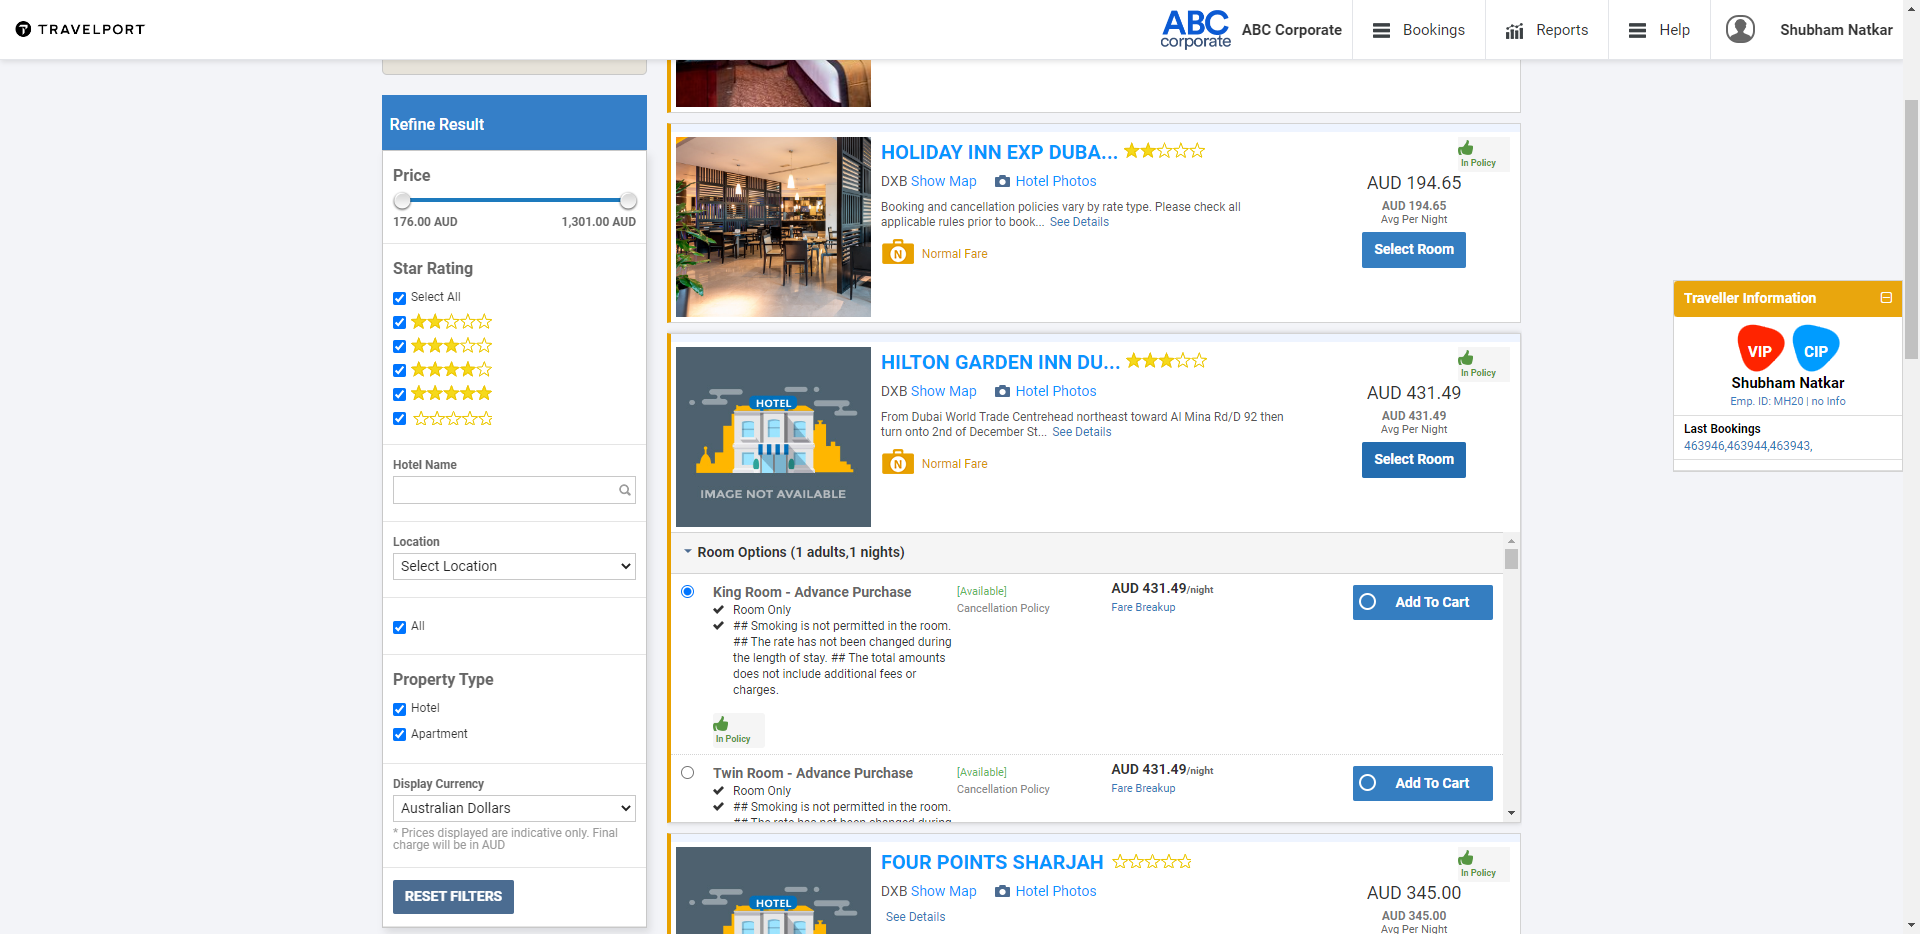 TRAVELPORT
ABC
corporate
ABC Corporate
Bookings
Reports
Help
Shubham Natkar
Refine Result
Price
176.00 AUD
1,301.00 AUD
Star Rating
Select All
Hotel Name
Location
Select Location
All
Property Type
Hotel
Apartment
Display Currency
Australian Dollars
* Prices displayed are indicative only. Final
charge will be in AUD
RESET FILTERS
HOLIDAY INN EXP DUBA...
In Policy
DXB Show Map Hotel Photos
AUD 194.65
Booking and cancellation policies vary by rate type. Please check all
applicable rules prior to book... See Details
AUD 194.65
Avg Per Night
N Normal Fare
Select Room
HOTEL
IMAGE NOT AVAILABLE
HILTON GARDEN INN DU...
In Policy
DXB Show Map Hotel Photos
AUD 431.49
From Dubai World Trade Centrehead northeast toward Al Mina Rd/D 92 then
turn onto 2nd of December St... See Details
AUD 431.49
Avg Per Night
N Normal Fare
Select Room
Room Options (1 adults,1 nights)
King Room - Advance Purchase
[Available]
AUD 431.49/night
Add To Cart
Cancellation Policy
Fare Breakup
Room Only
## Smoking is not permitted in the room.
## The rate has not been changed during
the length of stay. ## The total amounts
does not include additional fees or
charges.
In Policy
Twin Room - Advance Purchase
[Available]
AUD 431.49/night
Add To Cart
Cancellation Policy
Fare Breakup
Room Only
## Smoking is not permitted in the room.
## The rate has not been changed during
HOTEL
FOUR POINTS SHARJAH
In Policy
DXB Show Map Hotel Photos
AUD 345.00
See Details
AUD 345.00
Avg Per Night
Traveller Information
VIP
CIP
Shubham Natkar
Emp. ID: MH20 | no Info
Last Bookings
463946,463944,463943,